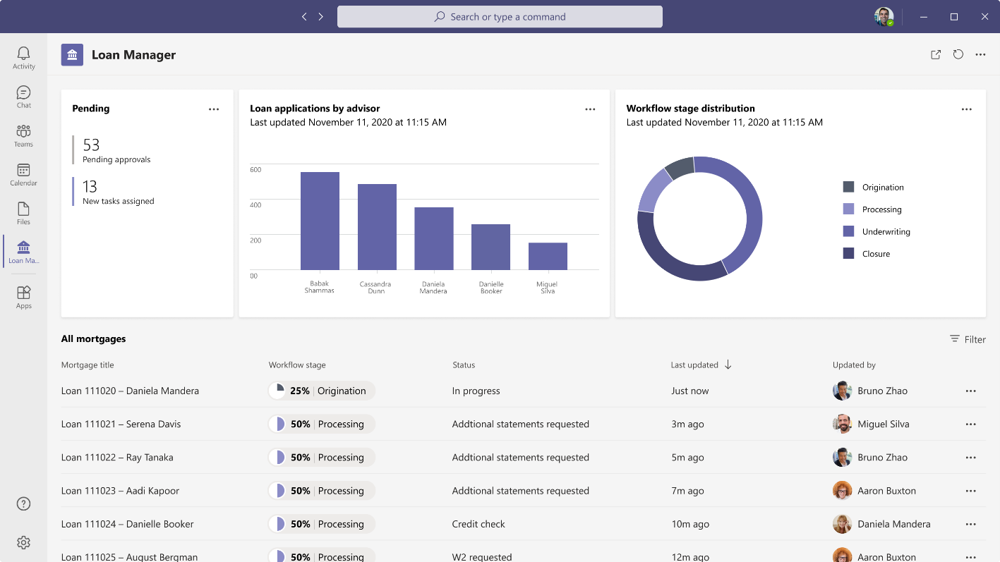 Search or type a command
Activity
Chat
Teams
Calendar
Files
Loan Ma...
Apps
Loan Manager
Pending
53
Pending approvals
13
New tasks assigned
Loan applications by advisor
Last updated November 11, 2020 at 11:15 AM
600
400
200
00
Babak
Shammas
Cassandra
Dunn
Daniela
Mandera
Danielle
Booker
Miguel
Silva
Workflow stage distribution
Last updated November 11, 2020 at 11:15 AM
Origination
Processing
Underwriting
Closure
All mortgages
Filter
Mortgage title Workflow stage Status Last updated Updated by
Loan 111020 – Daniela Mandera 25% Origination In progress Just now Bruno Zhao
Loan 111021 – Serena Davis 50% Processing Addtional statements requested 3m ago Miguel Silva
Loan 111022 – Ray Tanaka 50% Processing Addtional statements requested 5m ago Bruno Zhao
Loan 111023 – Aadi Kapoor 50% Processing Addtional statements requested 7m ago Aaron Buxton
Loan 111024 – Danielle Booker 50% Processing Credit check 10m ago Daniela Mandera
Loan 111025 – August Bergman 50% Processing W2 requested 12m ago Aaron Buxton